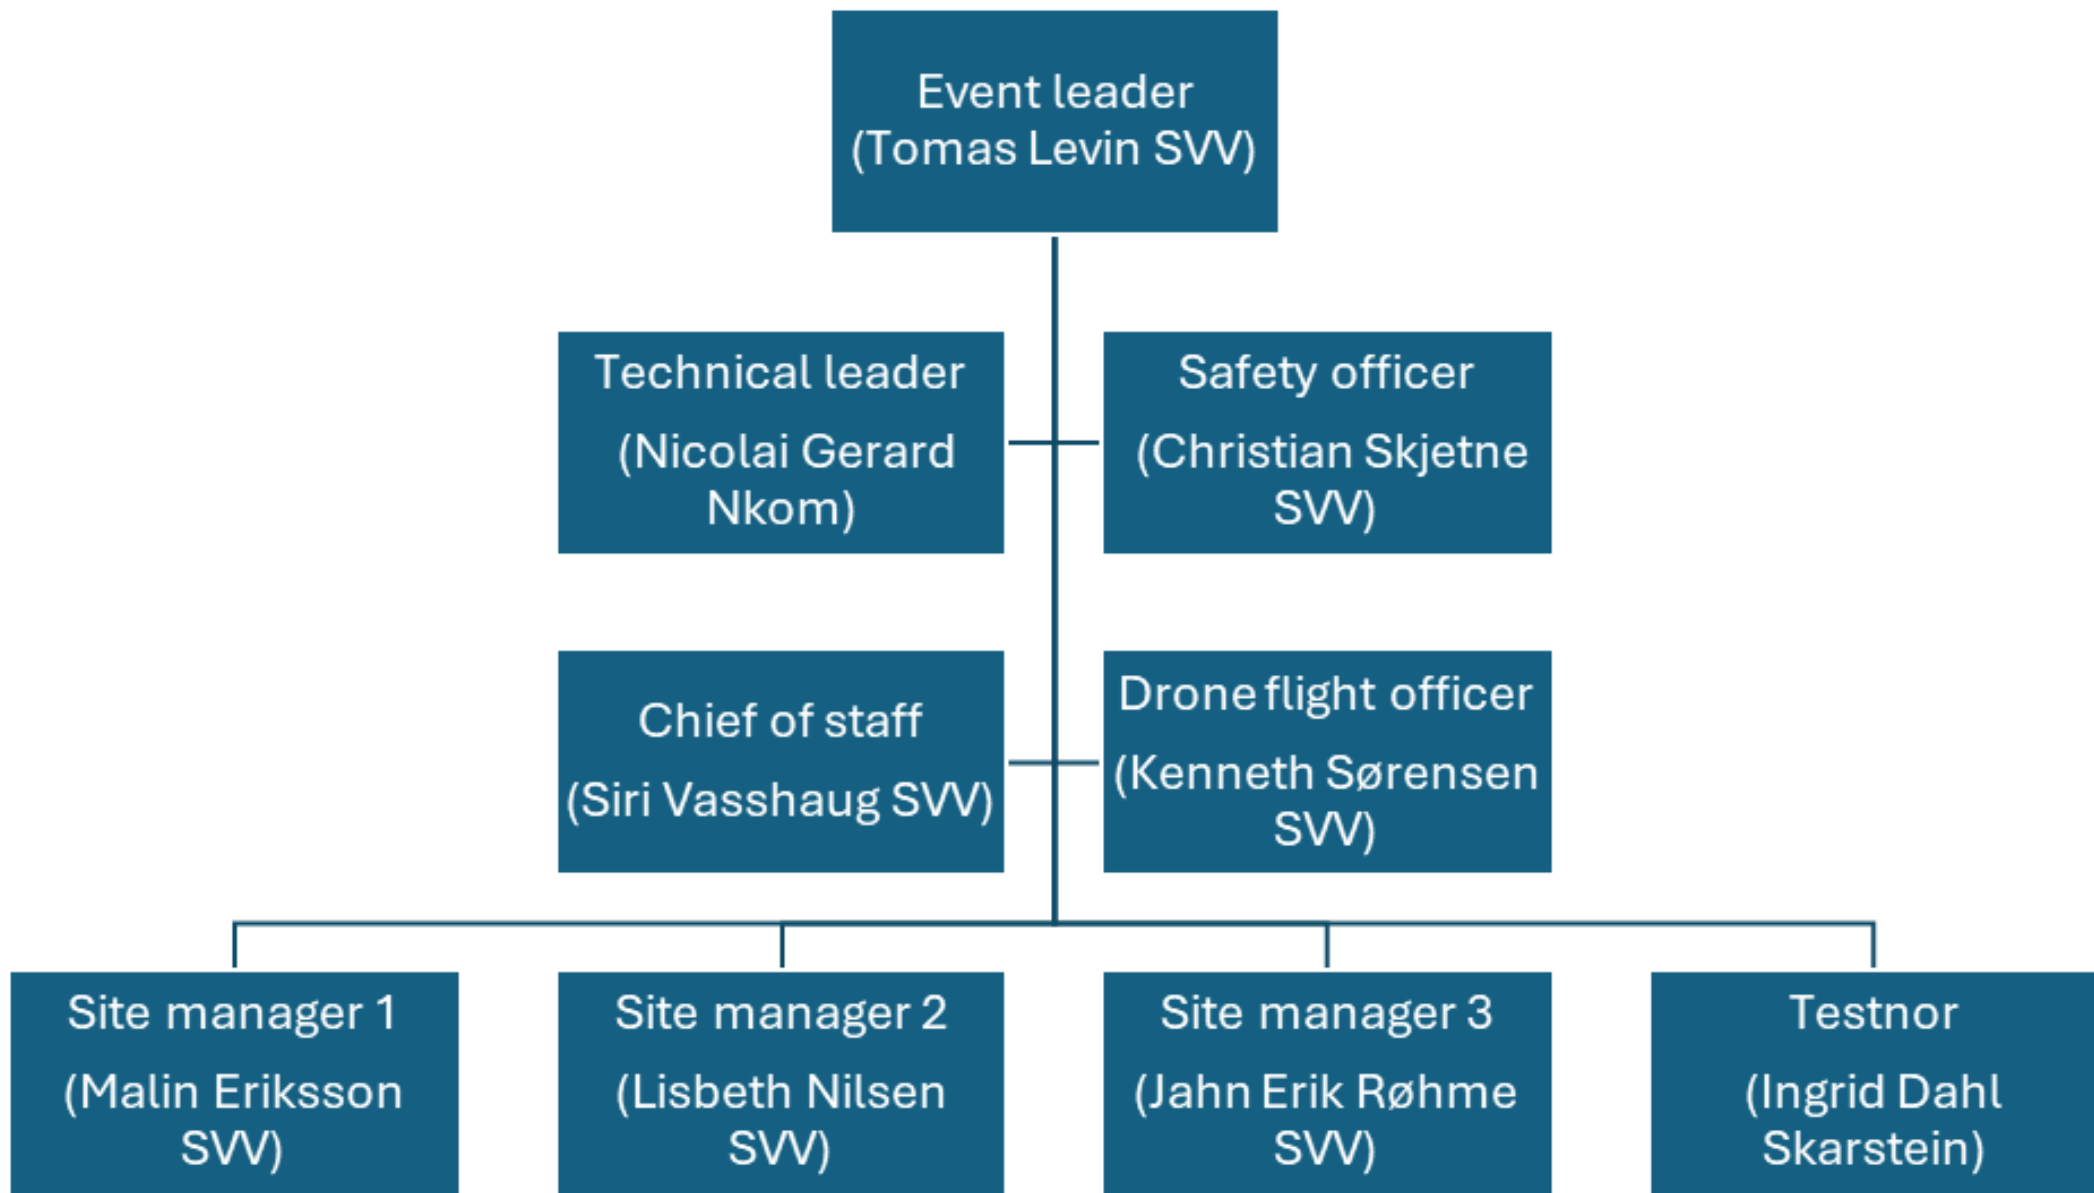 Event leader
(Tomas Levin SVV)
Technical leader
(Nicolai Gerard
Nkom)
Safety officer
(Christian Skjetne
SVV)
Chief of staff
(Siri Vasshaug SVV)
Drone flight officer
(Kenneth Sørensen
SVV)
Site manager 1
(Malin Eriksson
SVV)
Site manager 2
(Lisbeth Nilsen
SVV)
Site manager 3
(Jahn Erik Røhme
SVV)
Testnor
(Ingrid Dahl
Skarstein)